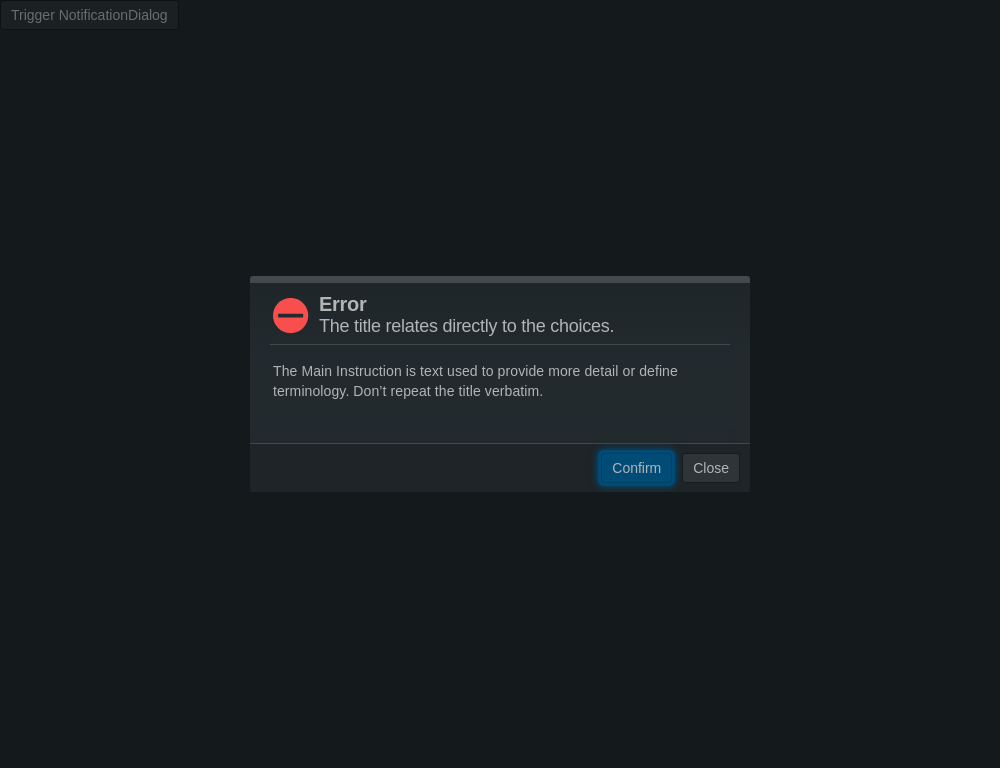 Trigger NotificationDialog
Error
The title relates directly to the choices.
The Main Instruction is text used to provide more detail or define
terminology. Don’t repeat the title verbatim.
Confirm
Close